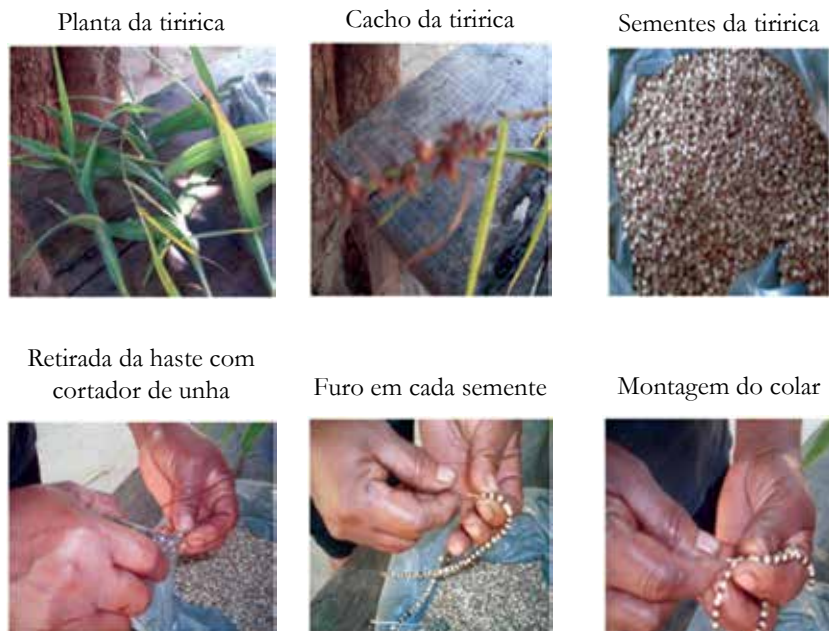 Planta da tiririca
Cacho da tiririca
Sementes da tiririca
Retirada da haste com
cortador de unha
Furo em cada semente
Montagem do colar